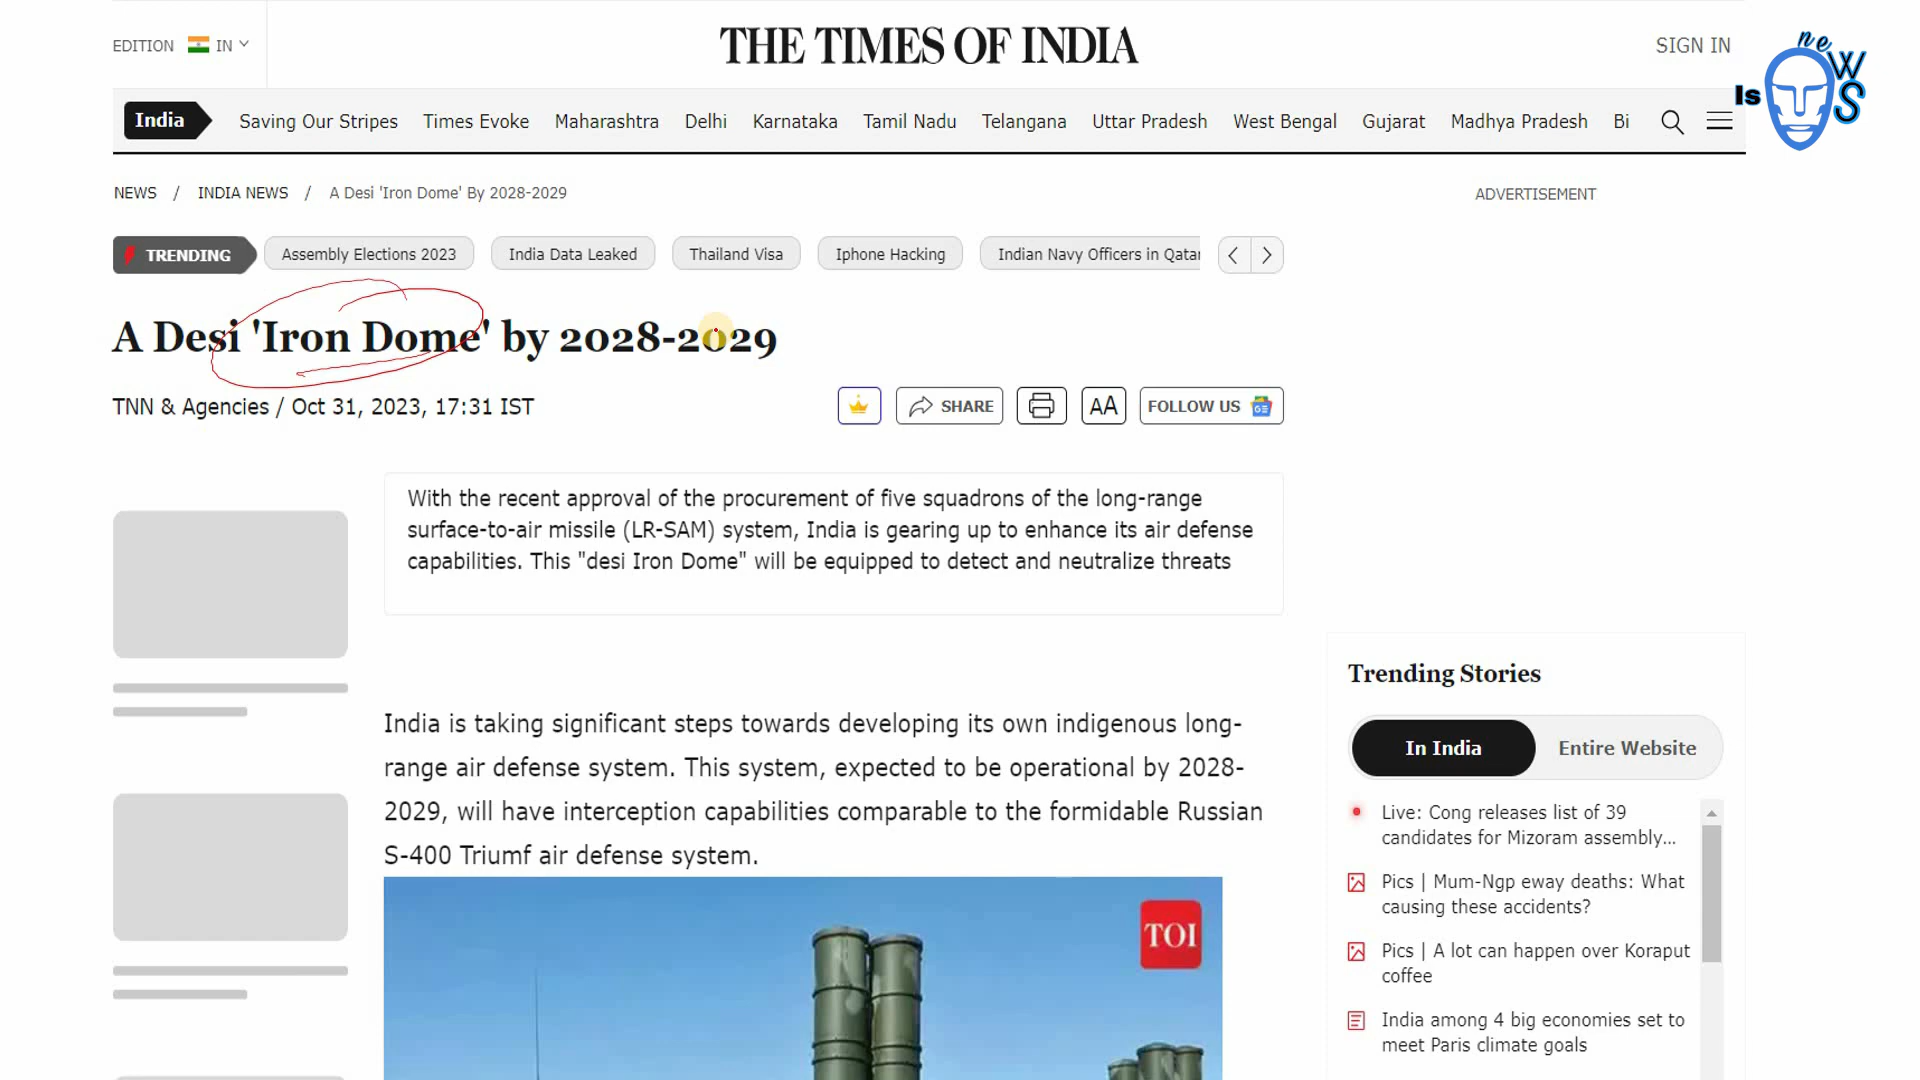 EDITION IN
THE TIMES OF INDIA
SIGN IN
Is neWS
India Saving Our Stripes Times Evoke Maharashtra Delhi Karnataka Tamil Nadu Telangana Uttar Pradesh West Bengal Gujarat Madhya Pradesh Bi
NEWS / INDIA NEWS / A Desi 'Iron Dome' By 2028-2029
ADVERTISEMENT
TRENDING Assembly Elections 2023 India Data Leaked Thailand Visa Iphone Hacking Indian Navy Officers in Qatar
A Desi 'Iron Dome' by 2028-2029
TNN & Agencies / Oct 31, 2023, 17:31 IST
SHARE AA FOLLOW US
With the recent approval of the procurement of five squadrons of the long-range
surface-to-air missile (LR-SAM) system, India is gearing up to enhance its air defense
capabilities. This "desi Iron Dome" will be equipped to detect and neutralize threats
India is taking significant steps towards developing its own indigenous long-
range air defense system. This system, expected to be operational by 2028-
2029, will have interception capabilities comparable to the formidable Russian
S-400 Triumf air defense system.
TOI
Trending Stories
In India Entire Website
Live: Cong releases list of 39
candidates for Mizoram assembly...
Pics | Mum-Ngp eway deaths: What
causing these accidents?
Pics | A lot can happen over Koraput
coffee
India among 4 big economies set to
meet Paris climate goals